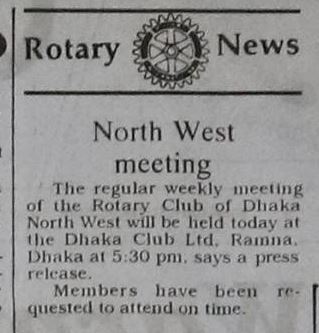 Rotary News
North West
meeting
The regular weekly meeting
of the Rotary Club of Dhaka
North West will be held today at
the Dhaka Club Ltd, Ramna,
Dhaka at 5:30 pm, says a press
release.
Members have been re-
quested to attend on time.